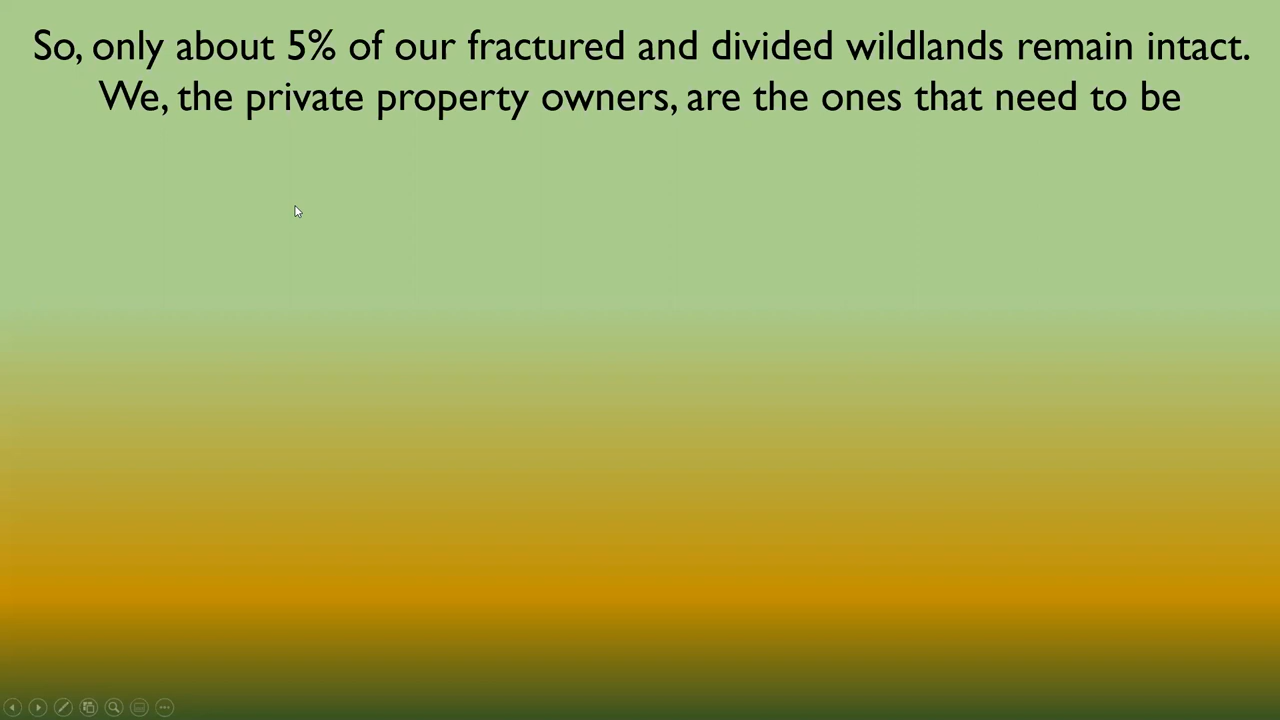 So, only about 5% of our fractured and divided wildlands remain intact.
We, the private property owners, are the ones that need to be